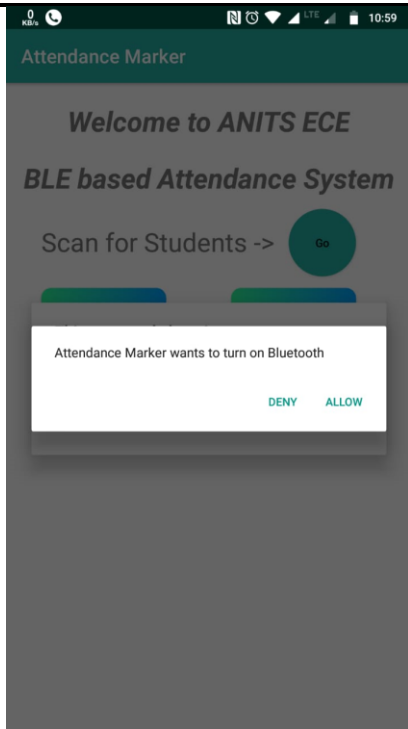 0
KB/s
LTE
10:59
Attendance Marker
Welcome to ANITS ECE
BLE based Attendance System
Scan for Students -> Go
Attendance Marker wants to turn on Bluetooth
DENY ALLOW